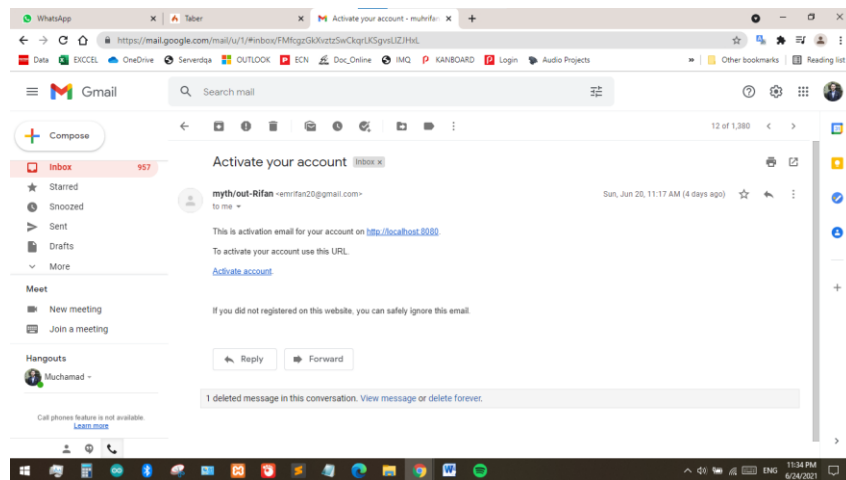 WhatsApp
Taber
Activate your account - muhrifan
https://mail.google.com/mail/u/1/#inbox/FMfcgzGkXvztzSwCkqrLKSgvsLlZJHxL
Data EXCCEL OneDrive Serverdqa OUTLOOK ECN Doc_Online IMQ KANBOARD Login Audio Projects » Other bookmarks Reading list
Gmail
Search mail
Compose
12 of 1,380
Inbox 957
Starred
Snoozed
Sent
Drafts
More
Meet
New meeting
Join a meeting
Hangouts
Muchamad
Call phones feature is not available.
Learn more
Activate your account Inbox x
myth/out-Rifan <emrifan20@gmail.com> Sun, Jun 20, 11:17 AM (4 days ago)
to me
This is activation email for your account on http://localhost:8080.
To activate your account use this URL.
Activate account.
If you did not registered on this website, you can safely ignore this email.
Reply Forward
1 deleted message in this conversation. View message or delete forever.
ENG
11:34 PM
6/24/2021